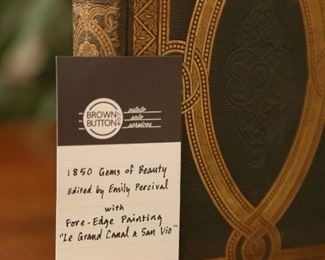 BROWN
BUTTON
estate
sale
services
1850 Gems of Beauty
Edited by Emily Percival
with
Fore-Edge Painting
"Le Grand Canal a San Vio"